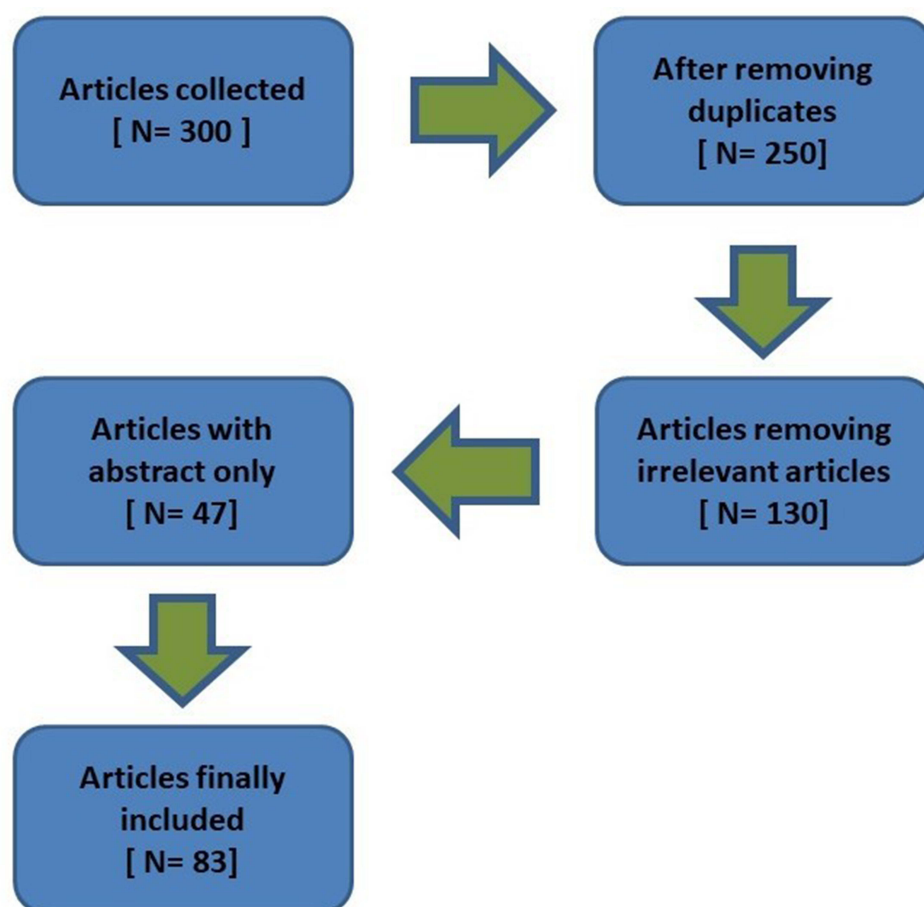 Articles collected
[ N= 300 ]
After removing
duplicates
[ N= 250]
Articles removing
irrelevant articles
[ N= 130]
Articles with
abstract only
[ N= 47]
Articles finally
included
[ N= 83]